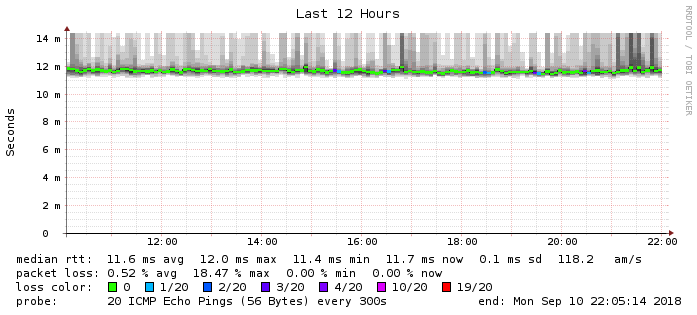 Last 12 Hours
RRDTOOL / TOBI OETIKER
Seconds
14 m
12 m
10 m
8 m
6 m
4 m
2 m
0
12:00 14:00 16:00 18:00 20:00 22:00
median rtt: 11.6 ms avg 12.0 ms max 11.4 ms min 11.7 ms now 0.1 ms sd 118.2 am/s
packet loss: 0.52 % avg 18.47 % max 0.00 % min 0.00 % now
loss color: 0 1/20 2/20 3/20 4/20 10/20 19/20
probe: 20 ICMP Echo Pings (56 Bytes) every 300s end: Mon Sep 10 22:05:14 2018